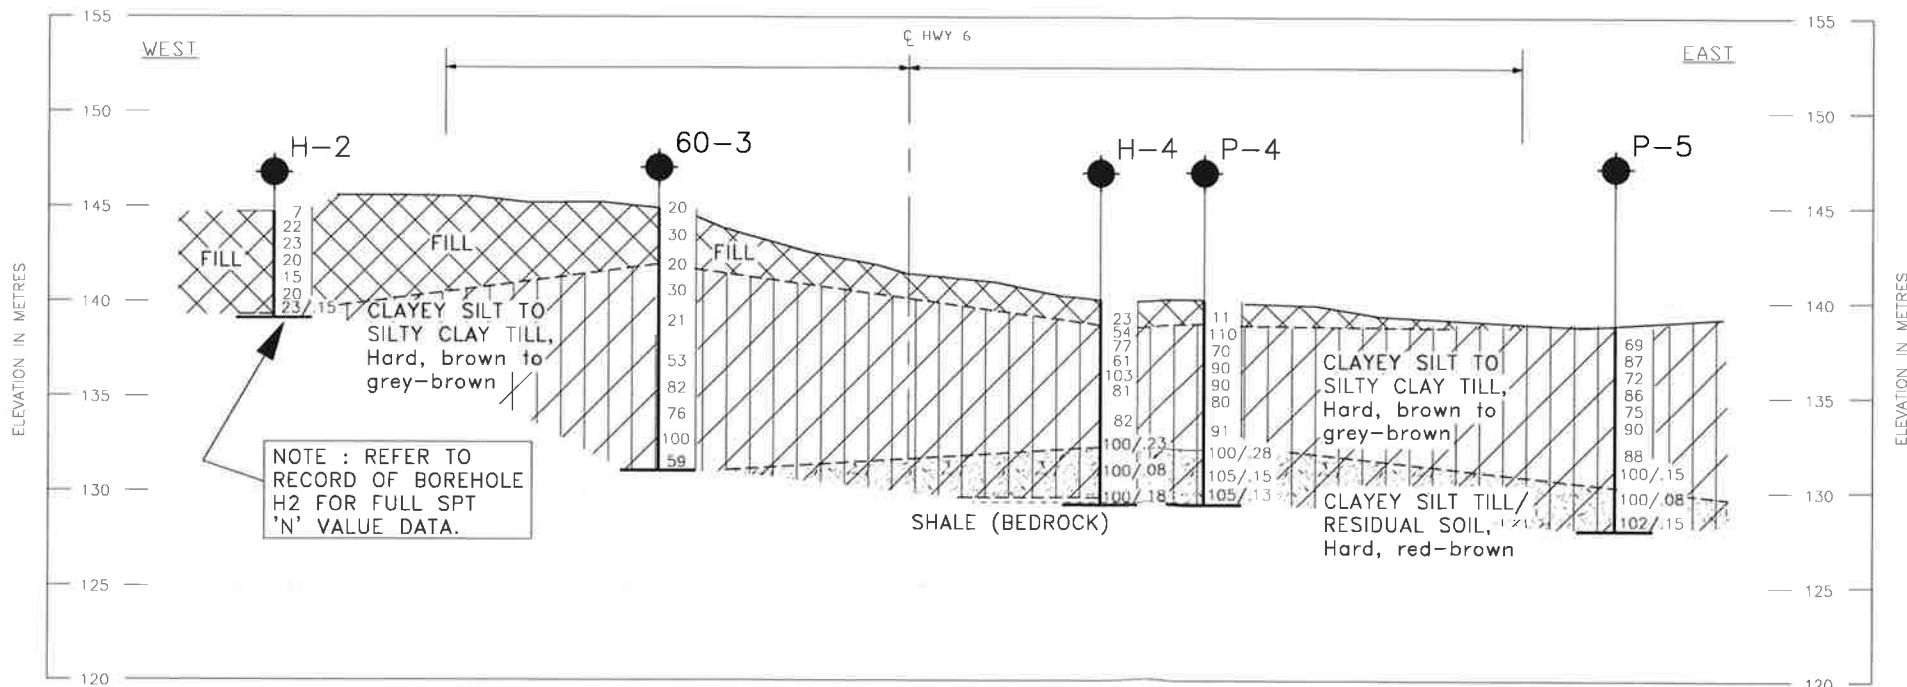 155
155
WEST
℄ HWY 6
EAST
150
150
H-2
60-3
H-4
P-4
P-5
145
145
140
140
135
135
130
130
125
125
120
120
ELEVATION IN METRES
ELEVATION IN METRES
7
22
23
20
15
20
23/.15
FILL
FILL
FILL
20
30
20
30
21
53
82
76
100
59
23
54
77
61
103
81
82
100/.23
100/.08
100/.18
11
110
70
90
90
80
91
100/.28
105/.15
105/.13
69
87
72
86
75
90
88
100/.15
100/.08
102/.15
CLAYEY SILT TO
SILTY CLAY TILL,
Hard, brown to
grey-brown
CLAYEY SILT TO
SILTY CLAY TILL,
Hard, brown to
grey-brown
NOTE : REFER TO
RECORD OF BOREHOLE
H2 FOR FULL SPT
'N' VALUE DATA.
SHALE (BEDROCK)
CLAYEY SILT TILL/
RESIDUAL SOIL,
Hard, red-brown